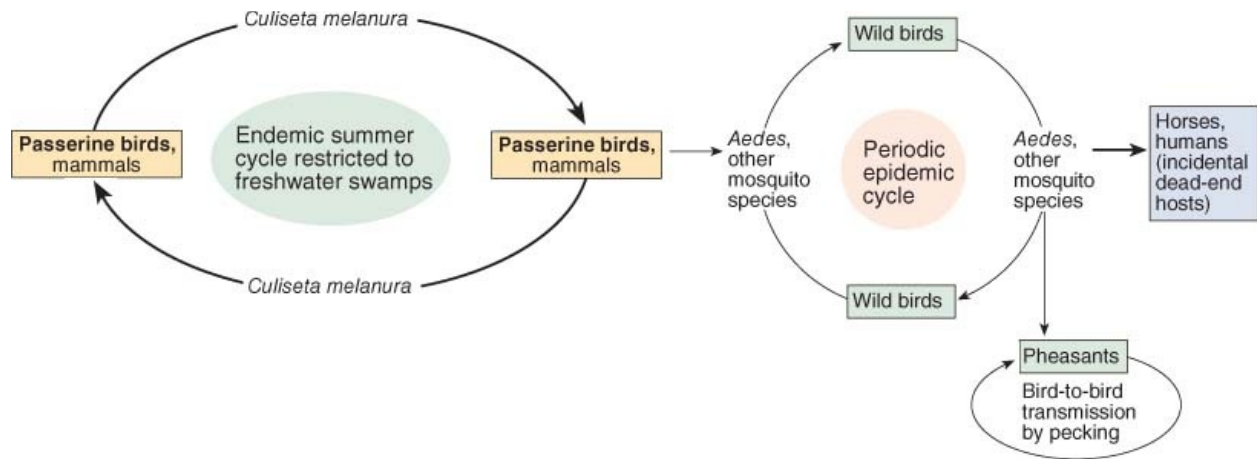 Culiseta melanura
Passerine birds,
mammals
Endemic summer
cycle restricted to
freshwater swamps
Passerine birds,
mammals
Culiseta melanura
Wild birds
Aedes,
other
mosquito
species
Periodic
epidemic
cycle
Aedes,
other
mosquito
species
Wild birds
Horses,
humans
(incidental
dead-end
hosts)
Pheasants
Bird-to-bird
transmission
by pecking